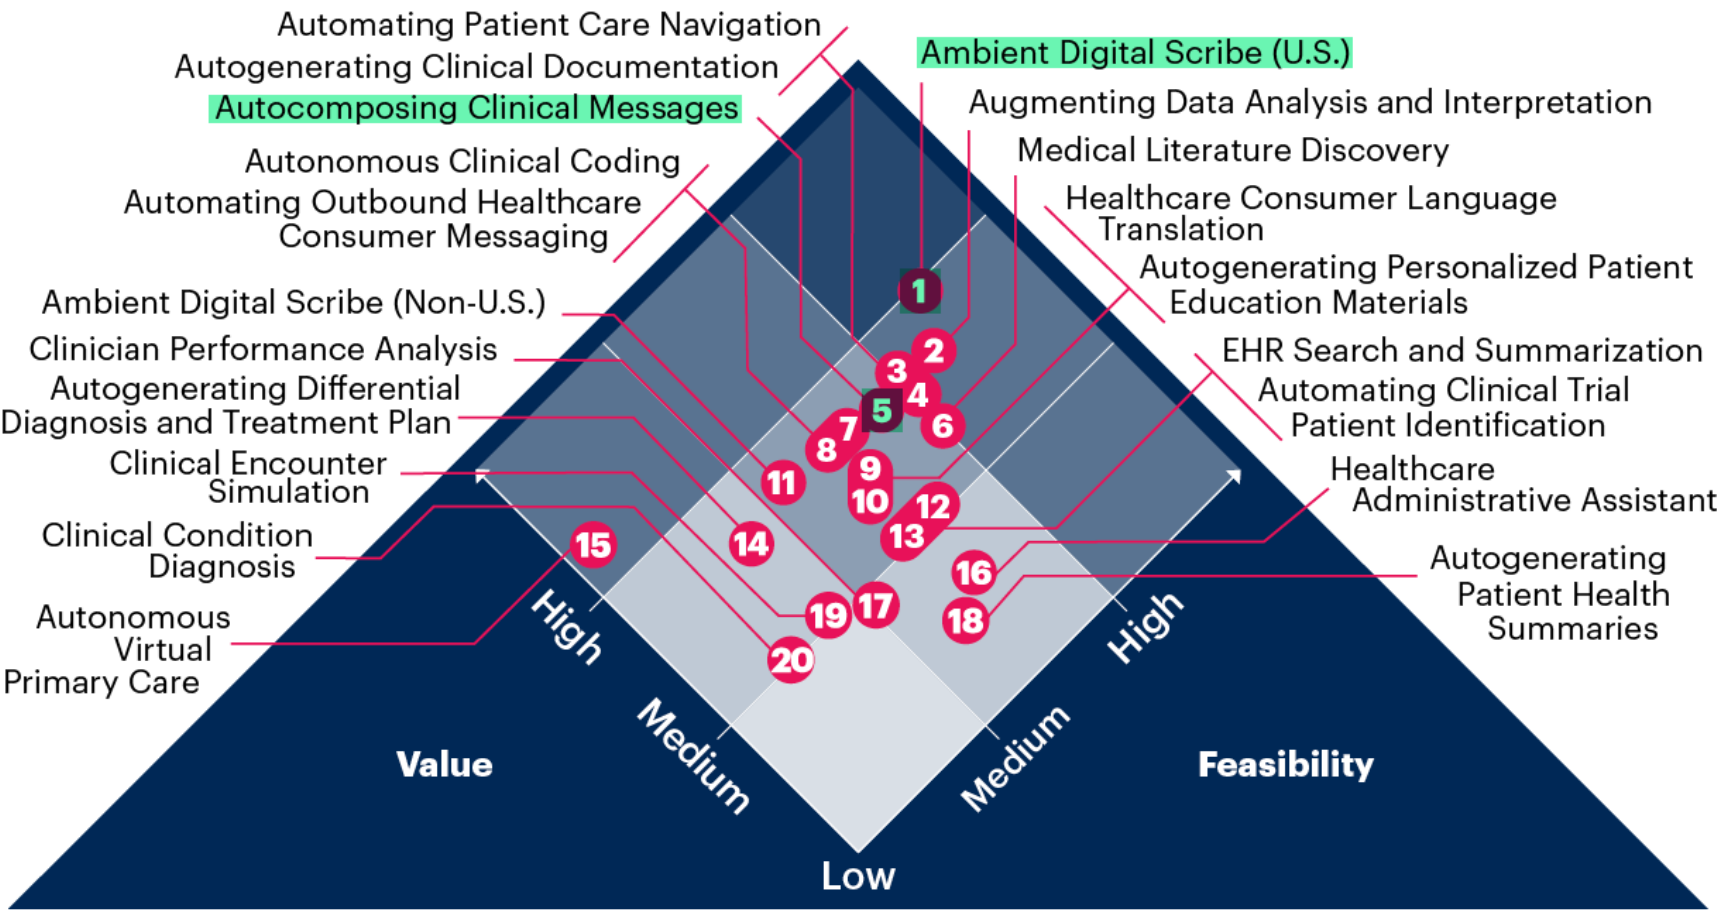 Automating Patient Care Navigation
Autogenerating Clinical Documentation
Autocomposing Clinical Messages
Autonomous Clinical Coding
Automating Outbound Healthcare
Consumer Messaging
Ambient Digital Scribe (Non-U.S.)
Clinician Performance Analysis
Autogenerating Differential
Diagnosis and Treatment Plan
Clinical Encounter
Simulation
Clinical Condition
Diagnosis
Autonomous
Virtual
Primary Care
Ambient Digital Scribe (U.S.)
Augmenting Data Analysis and Interpretation
Medical Literature Discovery
Healthcare Consumer Language
Translation
Autogenerating Personalized Patient
Education Materials
EHR Search and Summarization
Automating Clinical Trial
Patient Identification
Healthcare
Administrative Assistant
Autogenerating
Patient Health
Summaries
1
2
3
4
5
6
7
8
9
10
11
12
13
14
15
16
17
18
19
20
High
Medium
Value
Low
High
Medium
Feasibility